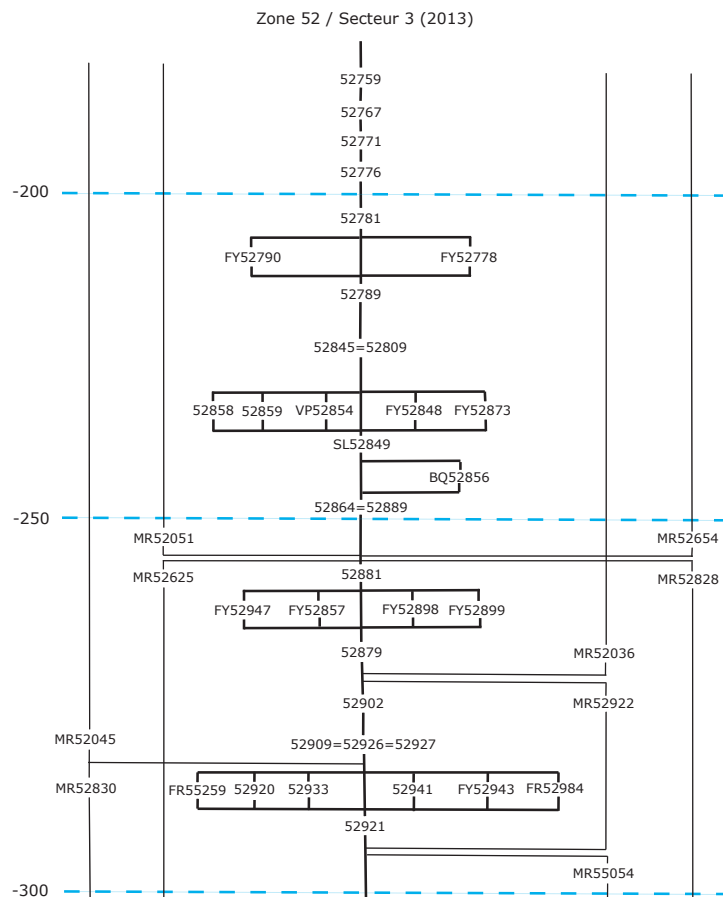 Zone 52 / Secteur 3 (2013)
52759
52767
52771
52776
-200
52781
FY52790 FY52778
52789
52845=52809
52858 52859 VP52854 FY52848 FY52873
SL52849
BQ52856
52864=52889
-250
MR52051 MR52654
MR52625 52881 MR52828
FY52947 FY52857 FY52898 FY52899
52879 MR52036
52902 MR52922
MR52045 52909=52926=52927
MR52830 FR55259 52920 52933 52941 FY52943 FR52984
52921
MR55054
-300